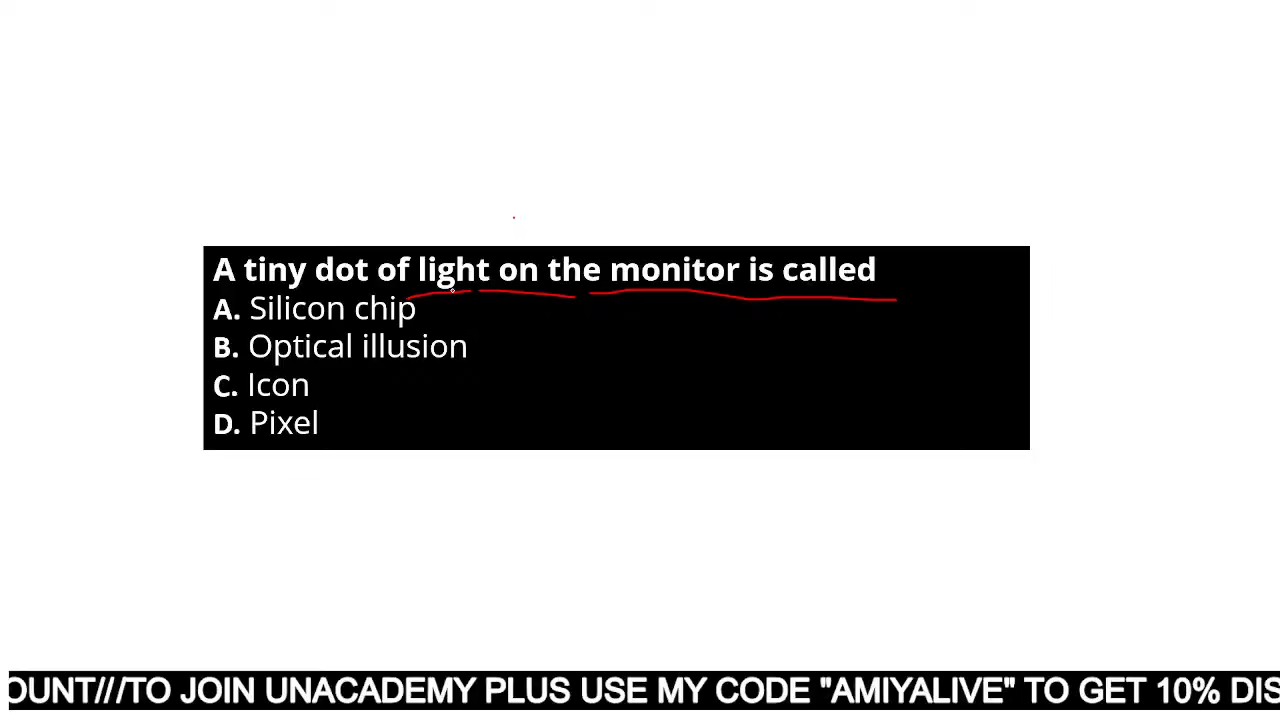 A tiny dot of light on the monitor is called
A. Silicon chip
B. Optical illusion
C. Icon
D. Pixel
OUNT///TO JOIN UNACADEMY PLUS USE MY CODE "AMIYALIVE" TO GET 10% DIS